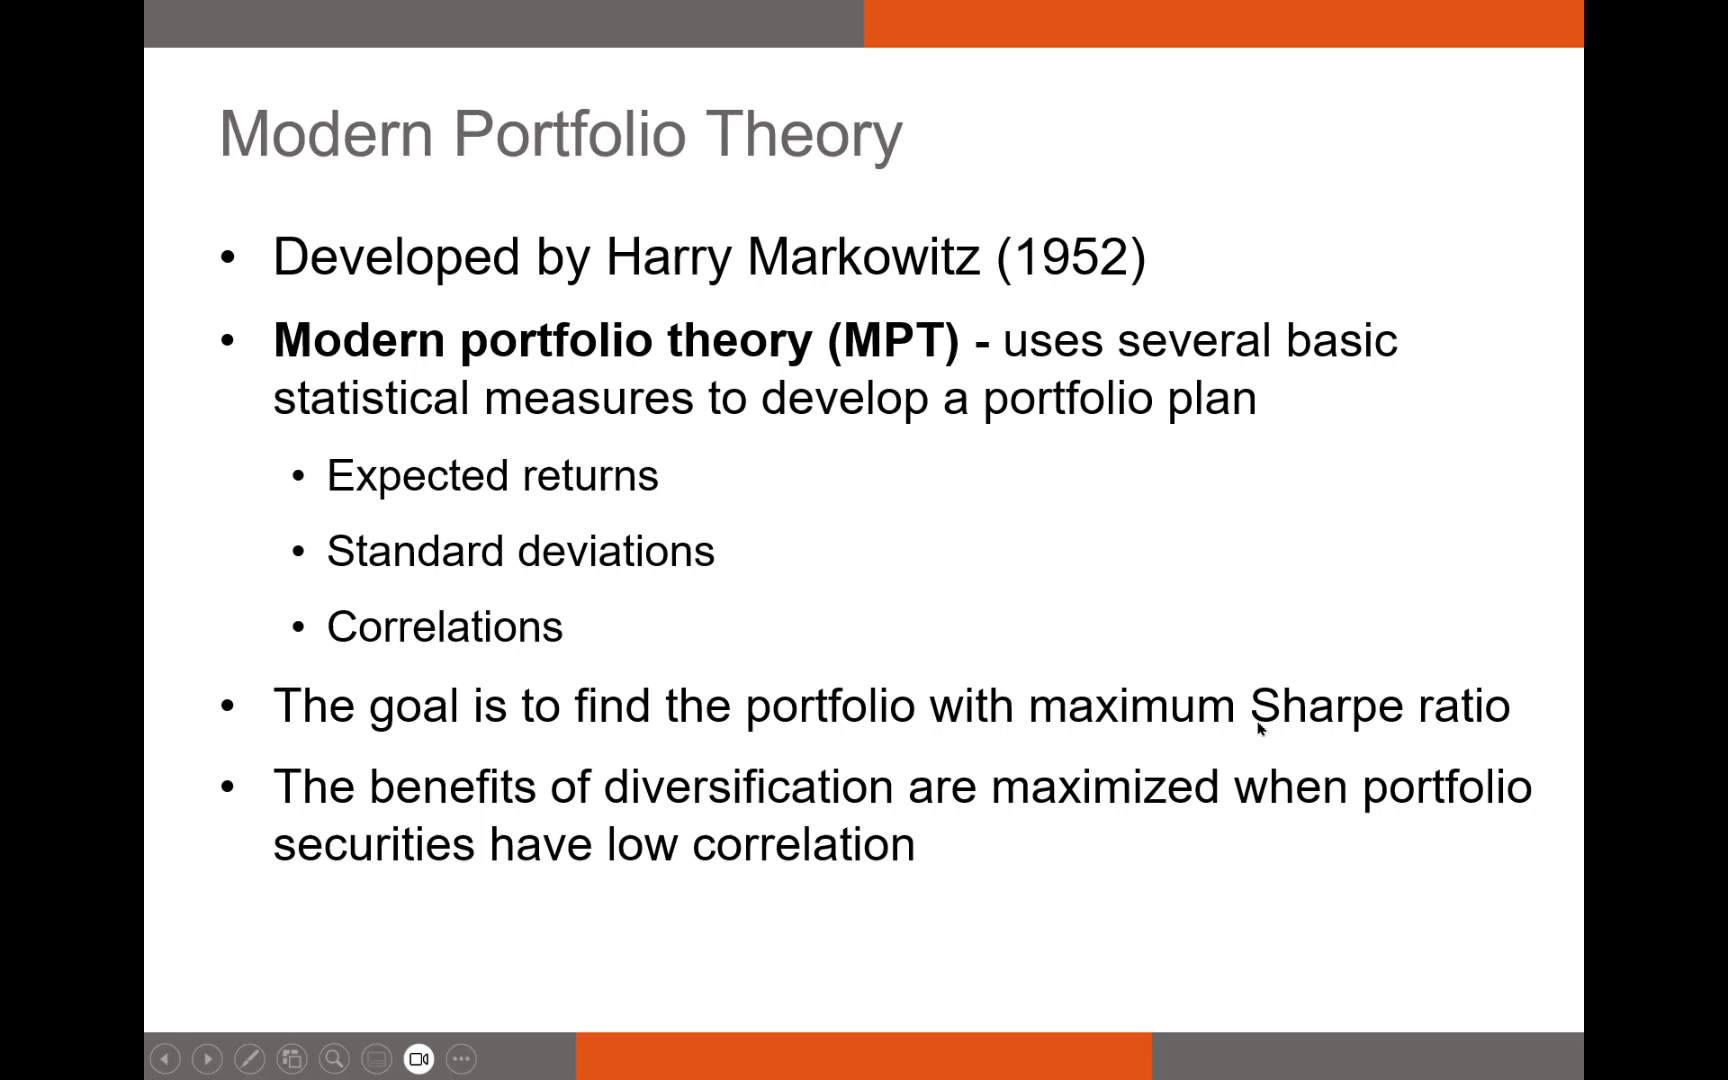 Modern Portfolio Theory
• Developed by Harry Markowitz (1952)
• Modern portfolio theory (MPT) - uses several basic
statistical measures to develop a portfolio plan
• Expected returns
• Standard deviations
• Correlations
• The goal is to find the portfolio with maximum Sharpe ratio
• The benefits of diversification are maximized when portfolio
securities have low correlation